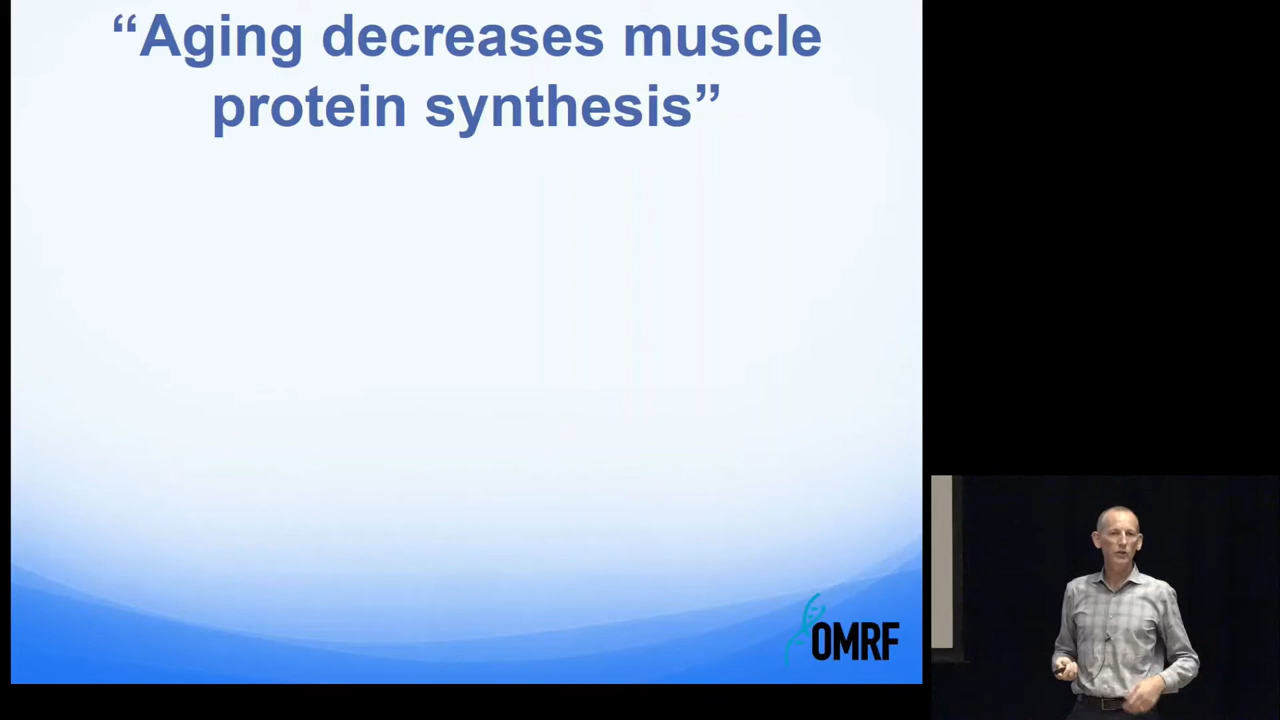 “Aging decreases muscle
protein synthesis”
OMRF